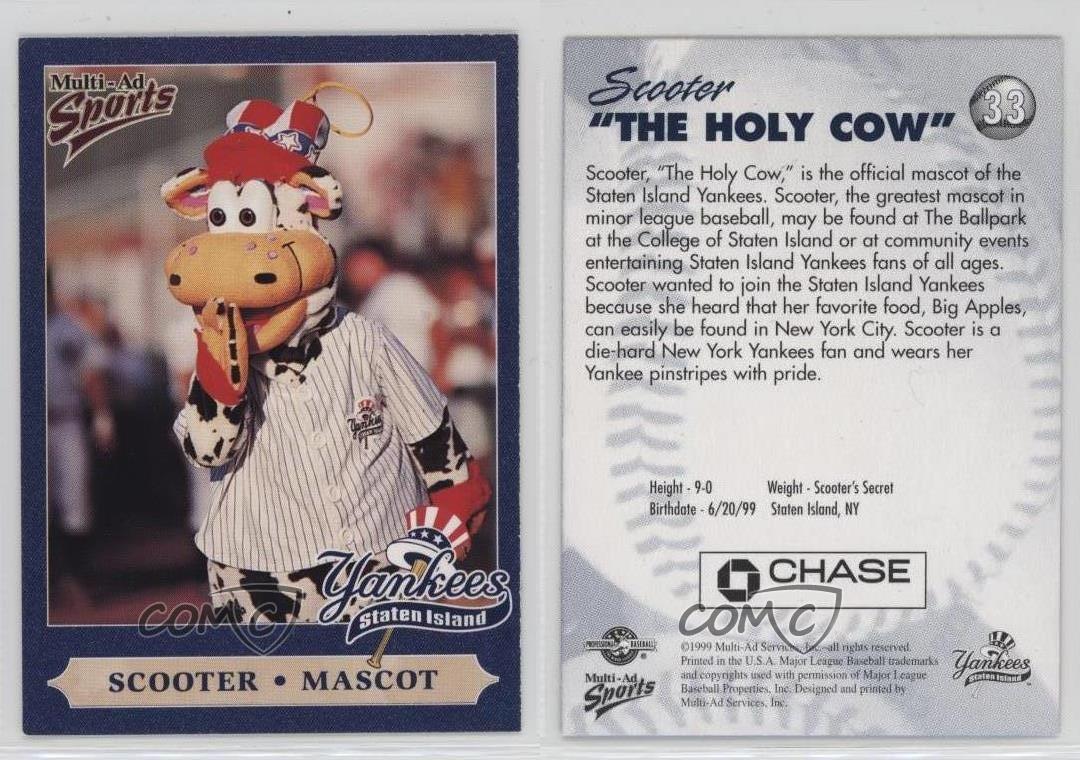 Multi-Ad
Sports
Yankees
Yankees
Staten Island
SCOOTER • MASCOT
COMC
Scooter
"THE HOLY COW"
33
Scooter, "The Holy Cow," is the official mascot of the
Staten Island Yankees. Scooter, the greatest mascot in
minor league baseball, may be found at The Ballpark
at the College of Staten Island or at community events
entertaining Staten Island Yankees fans of all ages.
Scooter wanted to join the Staten Island Yankees
because she heard that her favorite food, Big Apples,
can easily be found in New York City. Scooter is a
die-hard New York Yankees fan and wears her
Yankee pinstripes with pride.
Height - 9-0 Weight - Scooter's Secret
Birthdate - 6/20/99 Staten Island, NY
CHASE
COMC
PROFESSIONAL BASEBALL
®
Multi-Ad
Sports
©1999 Multi-Ad Services, Inc. all rights reserved.
Printed in the U.S.A. Major League Baseball trademarks
and copyrights used with permission of Major League
Baseball Properties, Inc. Designed and printed by
Multi-Ad Services, Inc.
Yankees
Staten Island